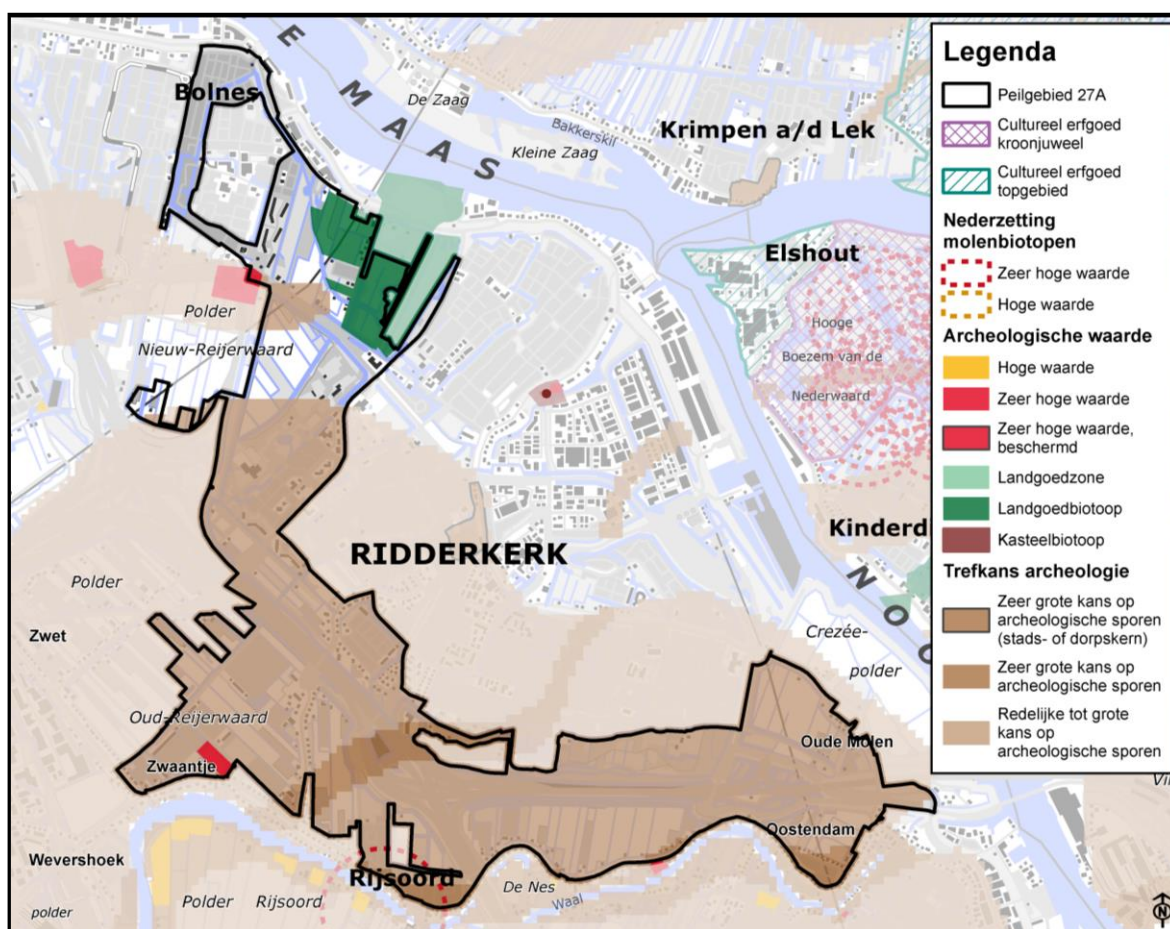 E
MAAS
Bolnes
De Zaag
Bakkerskil
Kleine Zaag
Krimpen a/d Lek
Elshout
Hooge
Boezem van de
Nederwaard
Polder
Nieuw-Reijerwaard
RIDDERKERK
Kinderd
NOO
Polder
Zwet
Crezée-
polder
Oud-Reijerwaard
Zwaantje
Oude Molen
Oostendam
Wevershoek
Rijsoord
De Nes
Waal
Polder Rijsoord
polder
Legenda
Peilgebied 27A
Cultureel erfgoed
kroonjuweel
Cultureel erfgoed
topgebied
Nederzetting
molenbiotopen
Zeer hoge waarde
Hoge waarde
Archeologische waarde
Hoge waarde
Zeer hoge waarde
Zeer hoge waarde,
beschermd
Landgoedzone
Landgoedbiotoop
Kasteelbiotoop
Trefkans archeologie
Zeer grote kans op
archeologische sporen
(stads- of dorpskern)
Zeer grote kans op
archeologische sporen
Redelijke tot grote
kans op
archeologische sporen
N